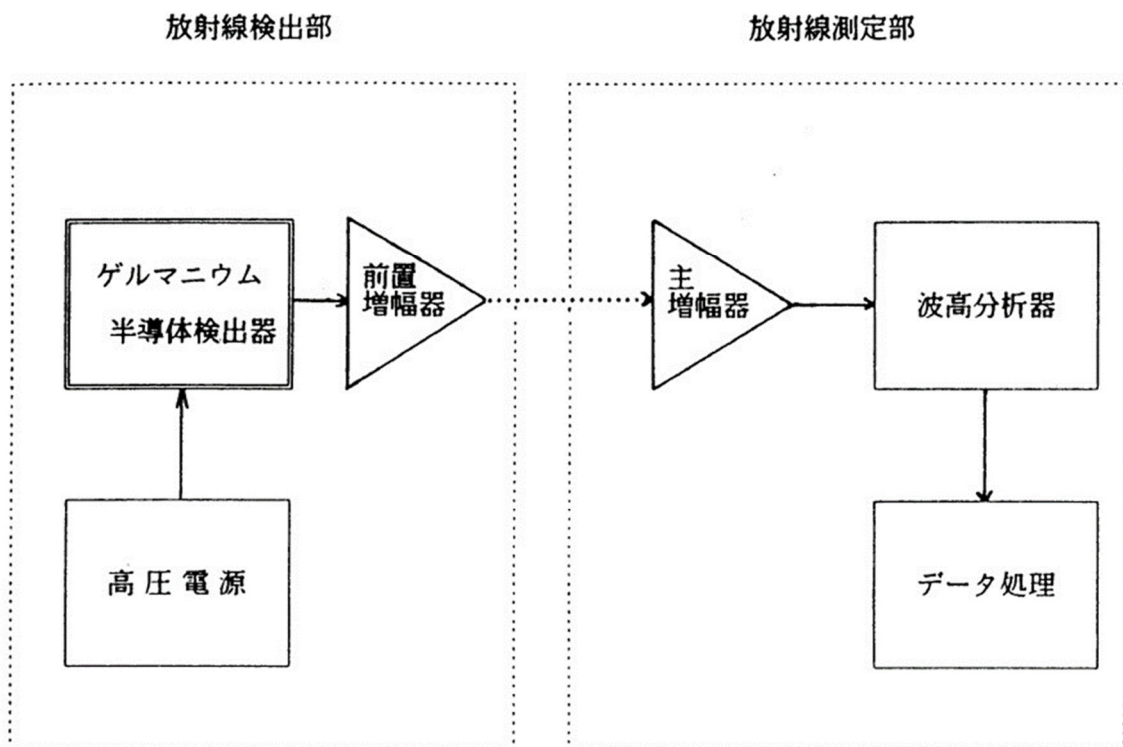 放射線検出部
放射線測定部
ゲルマニウム
半導体検出器
前置
増幅器
主
増幅器
波高分析器
高圧電源
データ処理